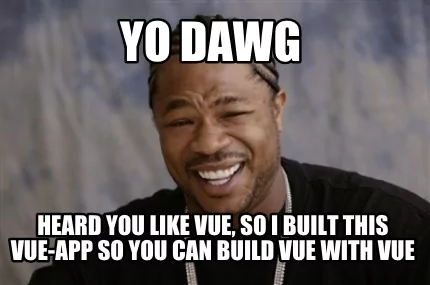 YO DAWG
HEARD YOU LIKE VUE, SO I BUILT THIS
VUE-APP SO YOU CAN BUILD VUE WITH VUE